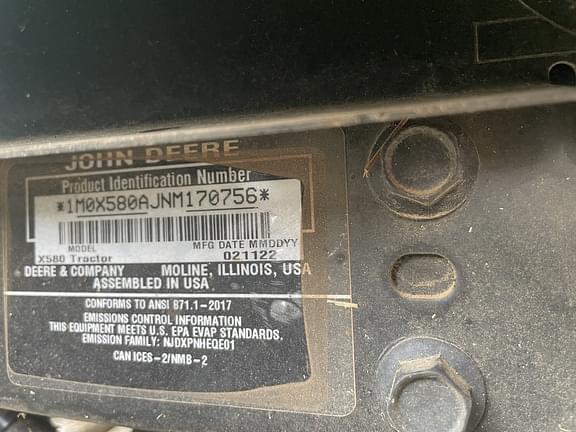 JOHN DEERE
Product Identification Number
*1M0X580AJNM170756*
MODEL MFG DATE MMDDYY
X580 Tractor 021122
DEERE & COMPANY MOLINE, ILLINOIS, USA
ASSEMBLED IN USA
CONFORMS TO ANSI B71.1-2017
EMISSIONS CONTROL INFORMATION
THIS EQUIPMENT MEETS U.S. EPA EVAP STANDARDS.
EMISSION FAMILY: NJDXPNHEQE01
CAN ICES-2/NMB-2